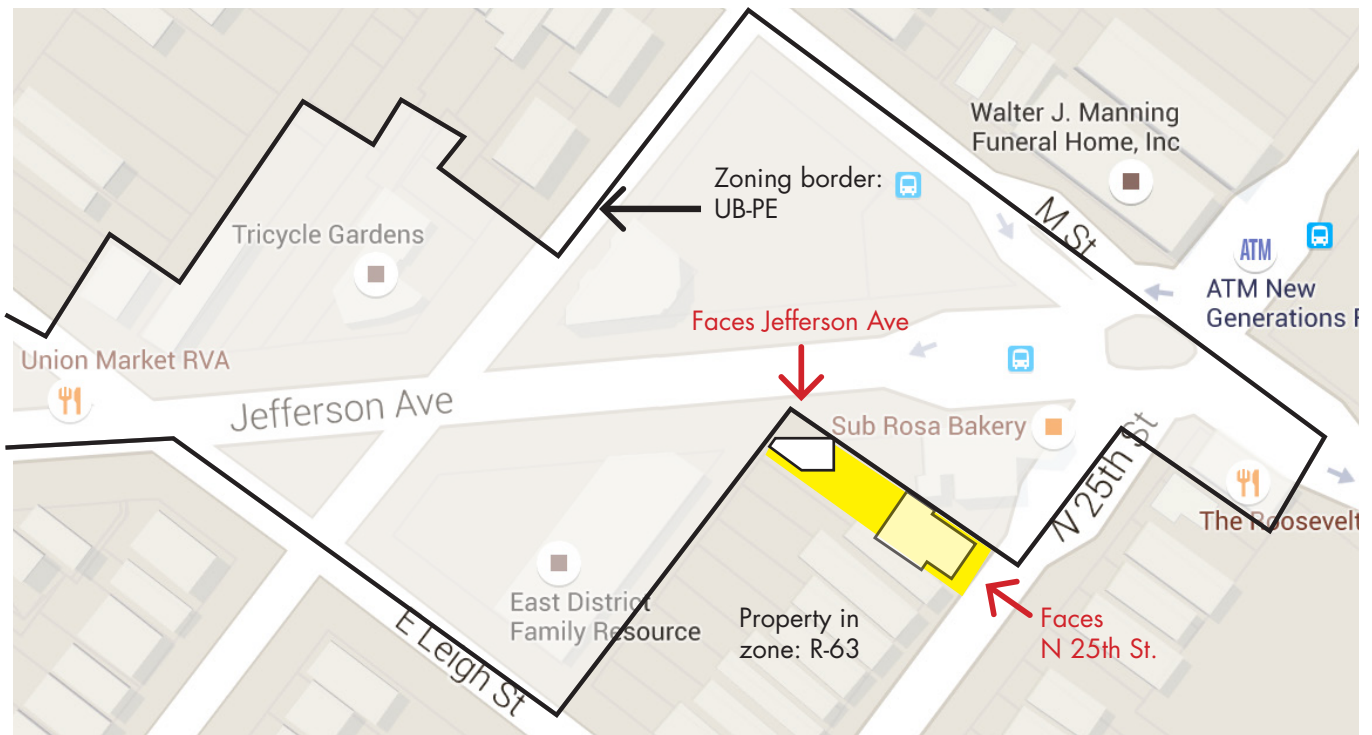 Walter J. Manning
Funeral Home, Inc
Zoning border:
UB-PE
M St
Tricycle Gardens
ATM
ATM New
Generations F
Faces Jefferson Ave
Union Market RVA
Jefferson Ave
Sub Rosa Bakery
N 25th St
The Roosevelt
East District
Family Resource
Property in
zone: R-63
Faces
N 25th St.
E Leigh St